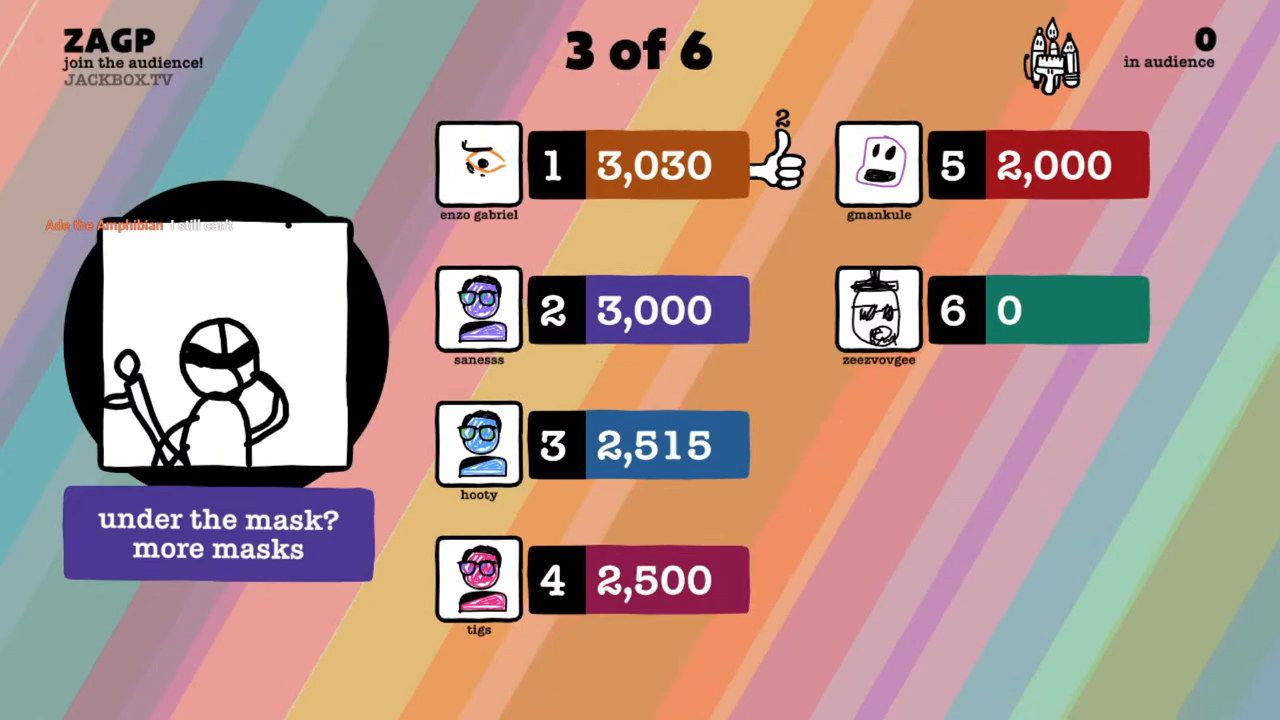 ZAGP
join the audience!
JACKBOX.TV
3 of 6
0
in audience
Ade the Amphibian I still can't
under the mask?
more masks
1 3,030
2
enzo gabriel
2 3,000
sanesss
3 2,515
hooty
4 2,500
tigs
5 2,000
gmankule
6 0
zeezvovgee